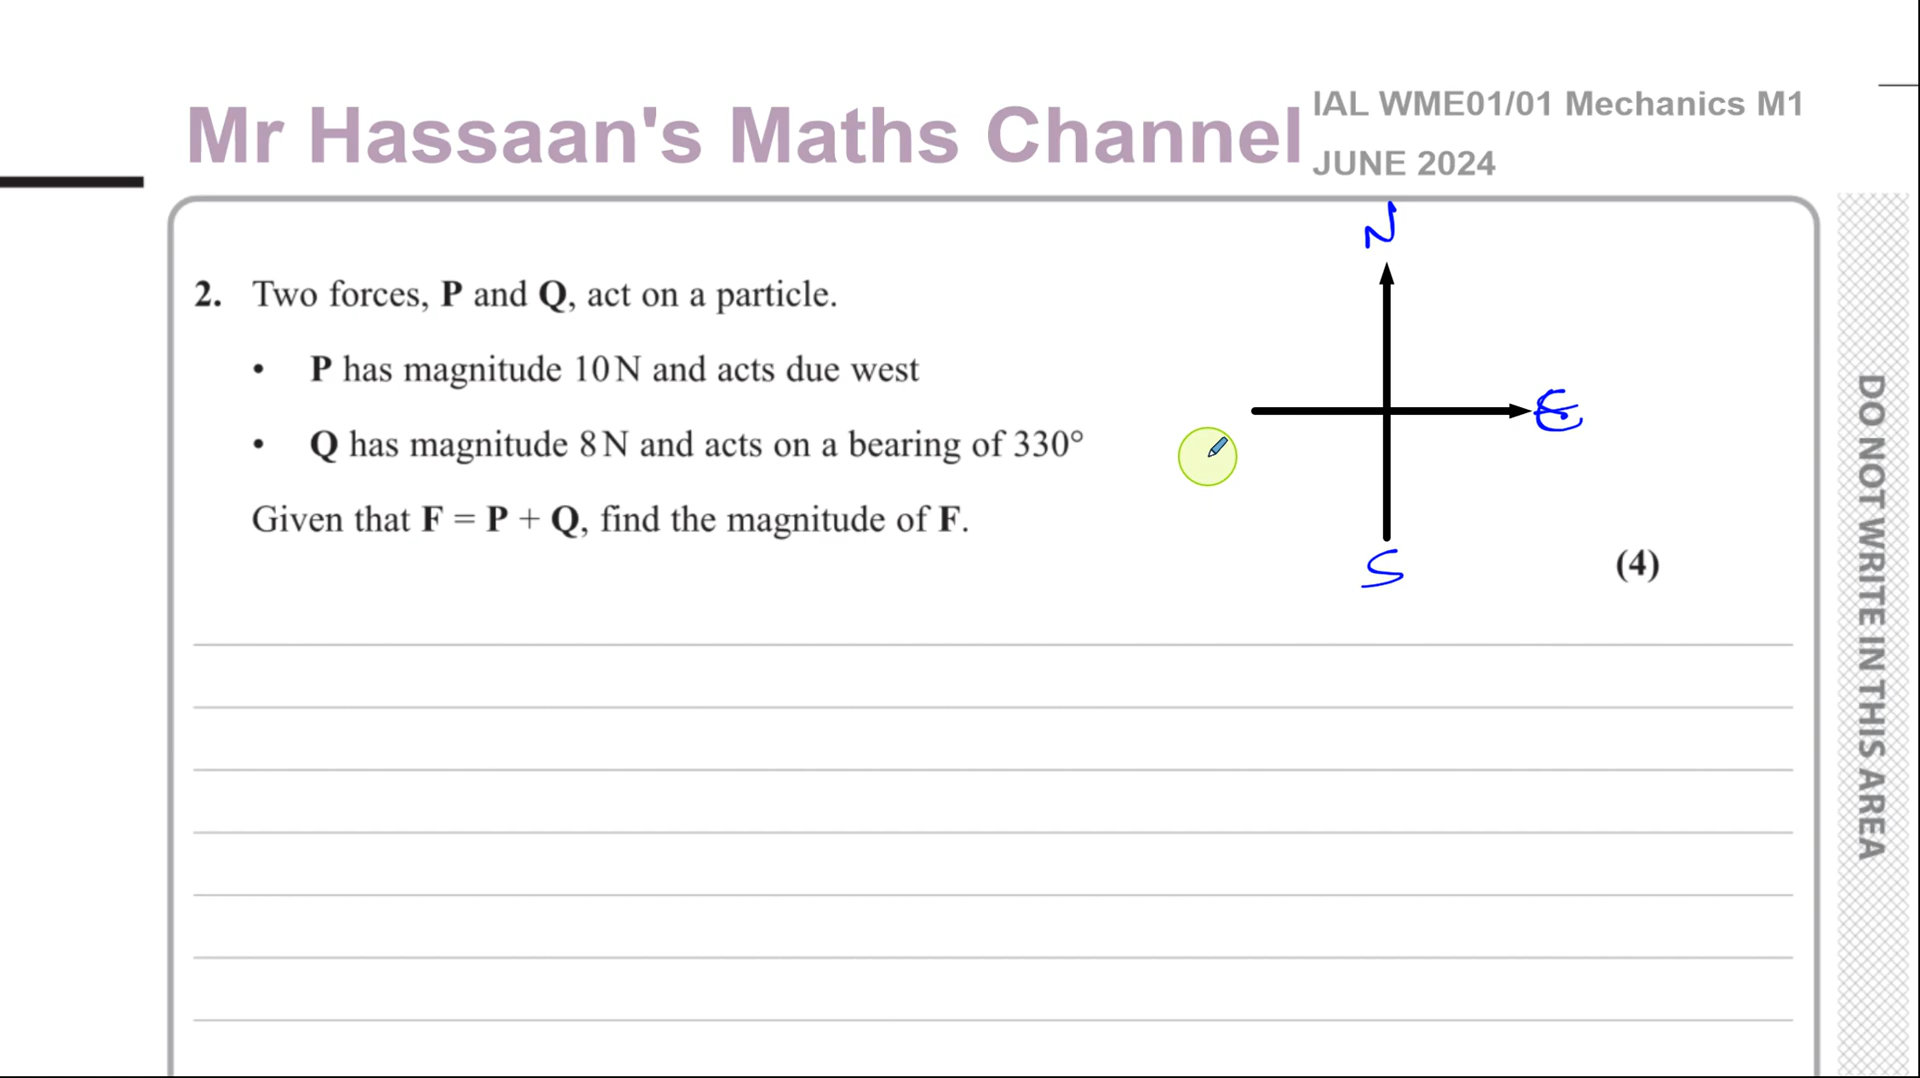 Mr Hassaan's Maths Channel
IAL WME01/01 Mechanics M1
JUNE 2024
N
2. Two forces, P and Q, act on a particle.
• P has magnitude 10 N and acts due west
E
• Q has magnitude 8 N and acts on a bearing of 330°
Given that F = P + Q, find the magnitude of F.
S
(4)
DO NOT WRITE IN THIS AREA